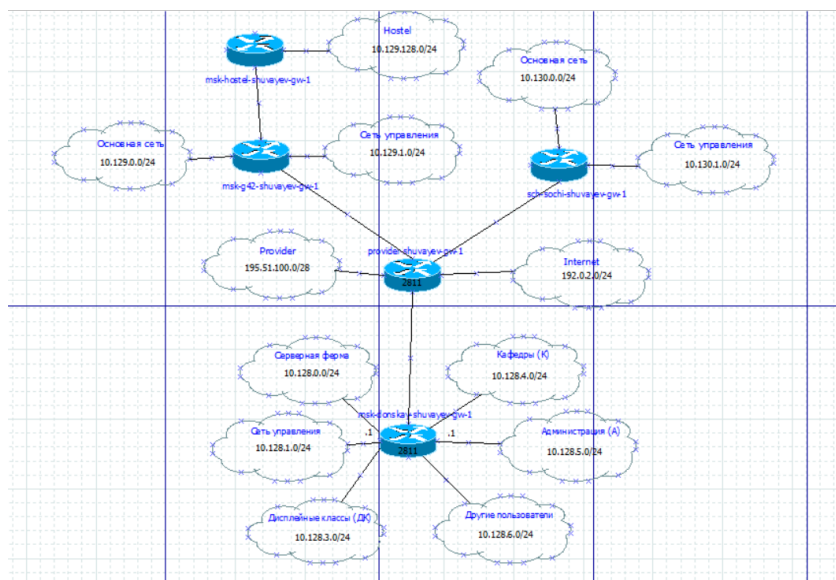 Hostel
10.129.128.0/24
msk-hostel-shuvayev-gw-1
Основная сеть
10.130.0.0/24
Основная сеть
10.129.0.0/24
Сеть управления
10.129.1.0/24
msk-g42-shuvayev-gw-1
Сеть управления
10.130.1.0/24
sch-sochi-shuvayev-gw-1
Provider
195.51.100.0/28
provider-shuvayev-gw-1
2811
Internet
192.0.2.0/24
Серверная ферма
10.128.0.0/24
Кафедры (К)
10.128.4.0/24
msk-donskay-shuvayev-gw-1
Сеть управления
10.128.1.0/24
.1
.1
2811
Администрация (А)
10.128.5.0/24
Дисплейные классы (ДК)
10.128.3.0/24
Другие пользователи
10.128.6.0/24